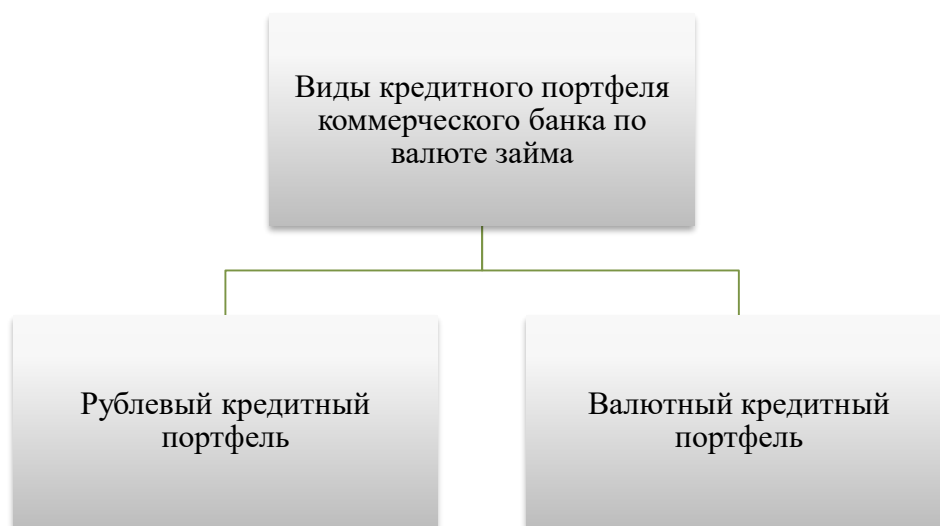 Виды кредитного портфеля
коммерческого банка по
валюте займа
Рублевый кредитный
портфель
Валютный кредитный
портфель